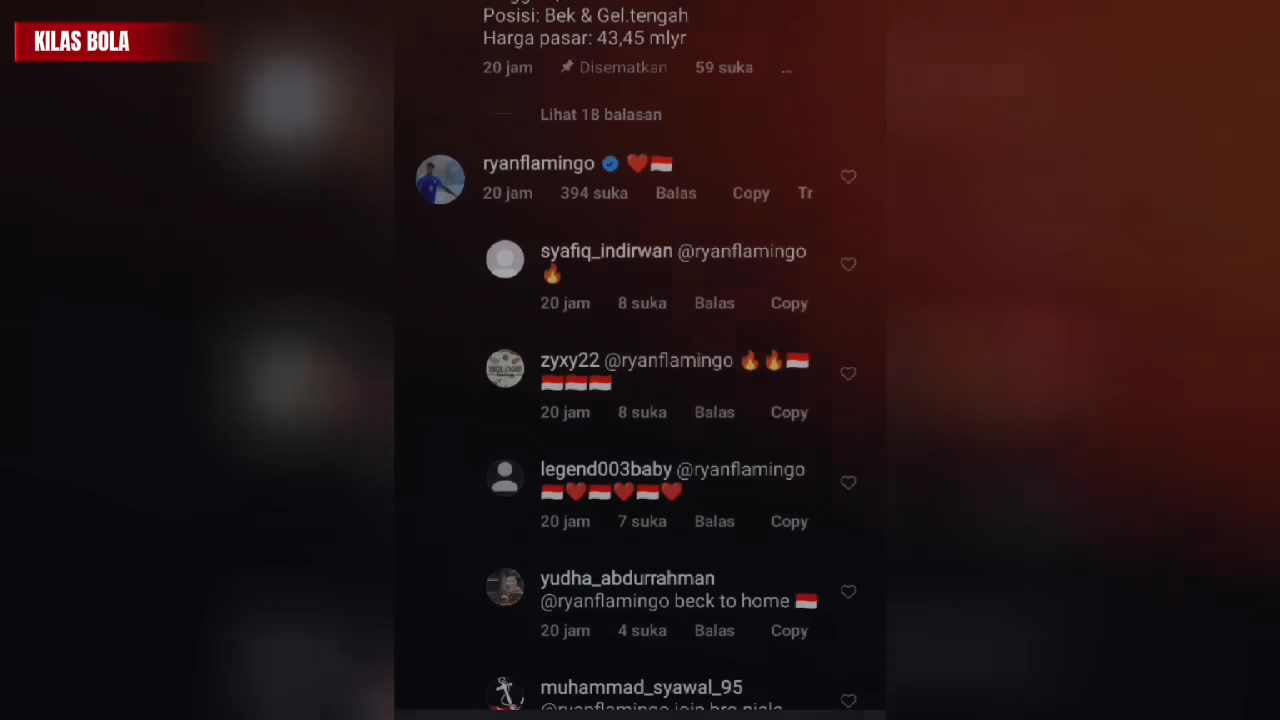 KILAS BOLA
Posisi: Bek & Gel.tengah
Harga pasar: 43,45 mlyr
20 jam Disematkan 59 suka ...
Lihat 18 balasan
ryanflamingo ❤️🇮🇩
20 jam 394 suka Balas Copy Tr
syafiq_indirwan @ryanflamingo
🔥
20 jam 8 suka Balas Copy
zyxy22 @ryanflamingo 🔥🔥🇮🇩
🇮🇩🇮🇩🇮🇩
20 jam 8 suka Balas Copy
legend003baby @ryanflamingo
🇮🇩❤️🇮🇩❤️🇮🇩❤️
20 jam 7 suka Balas Copy
yudha_abdurrahman
@ryanflamingo beck to home 🇮🇩
20 jam 4 suka Balas Copy
muhammad_syawal_95
@ryanflamingo join bro